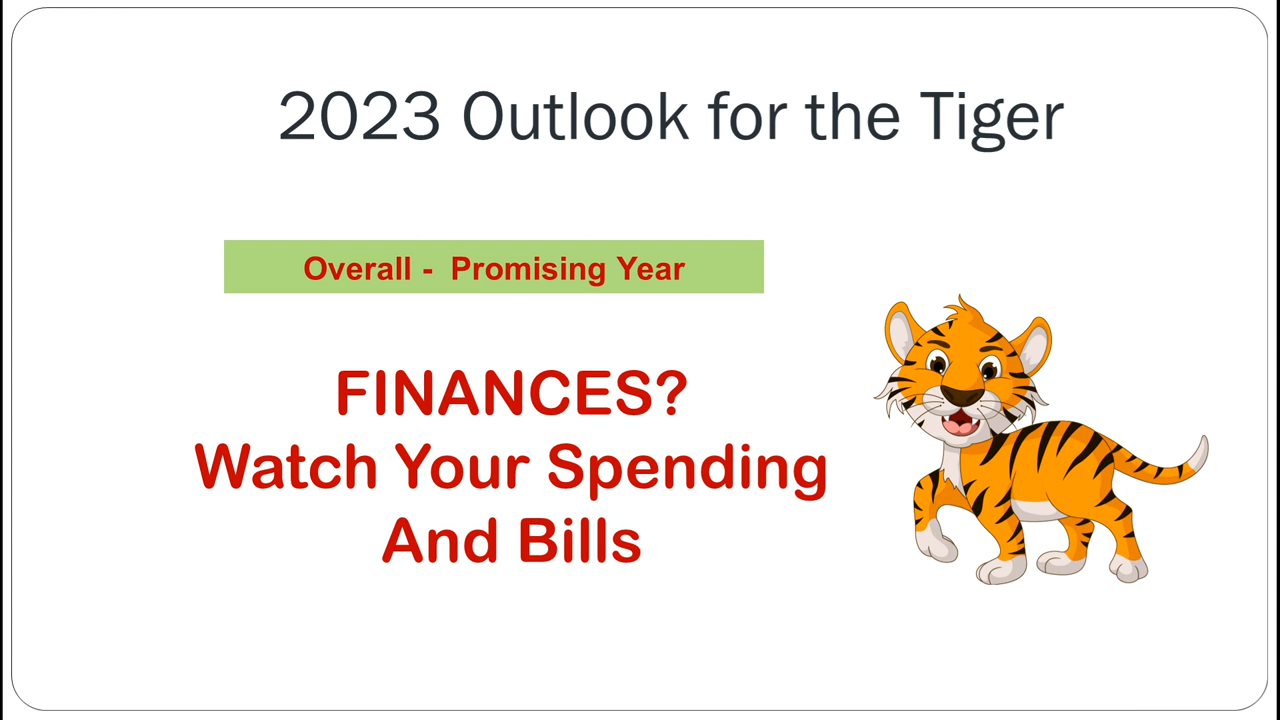 2023 Outlook for the Tiger
Overall - Promising Year
FINANCES?
Watch Your Spending
And Bills